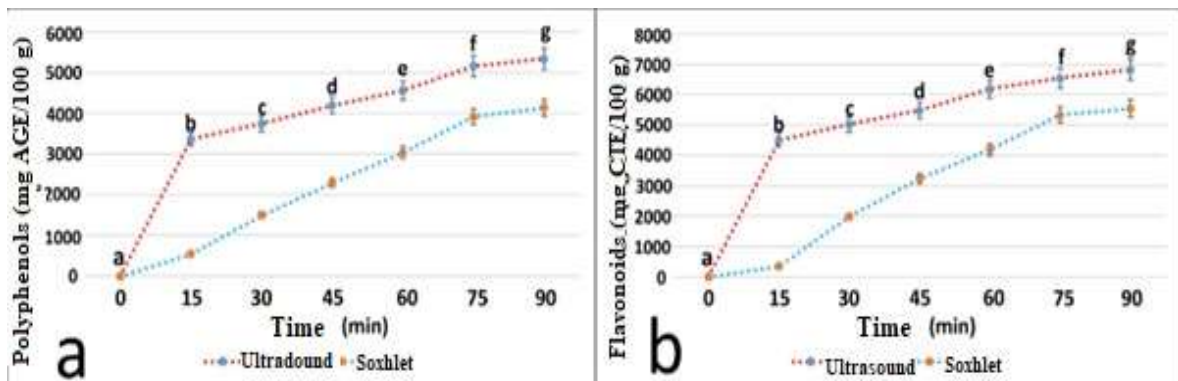 Polyphenols (mg AGE/100 g)
6000
5000
4000
3000
2000
1000
0
a
b
c
d
e
f
g
0 15 30 45 60 75 90
Time (min)
a
Ultradound Soxhlet
Flavonoids (mg CTE/100 g)
8000
7000
6000
5000
4000
3000
2000
1000
0
a
b
c
d
e
f
g
0 15 30 45 60 75 90
Time (min)
b
Ultrasound Soxhlet